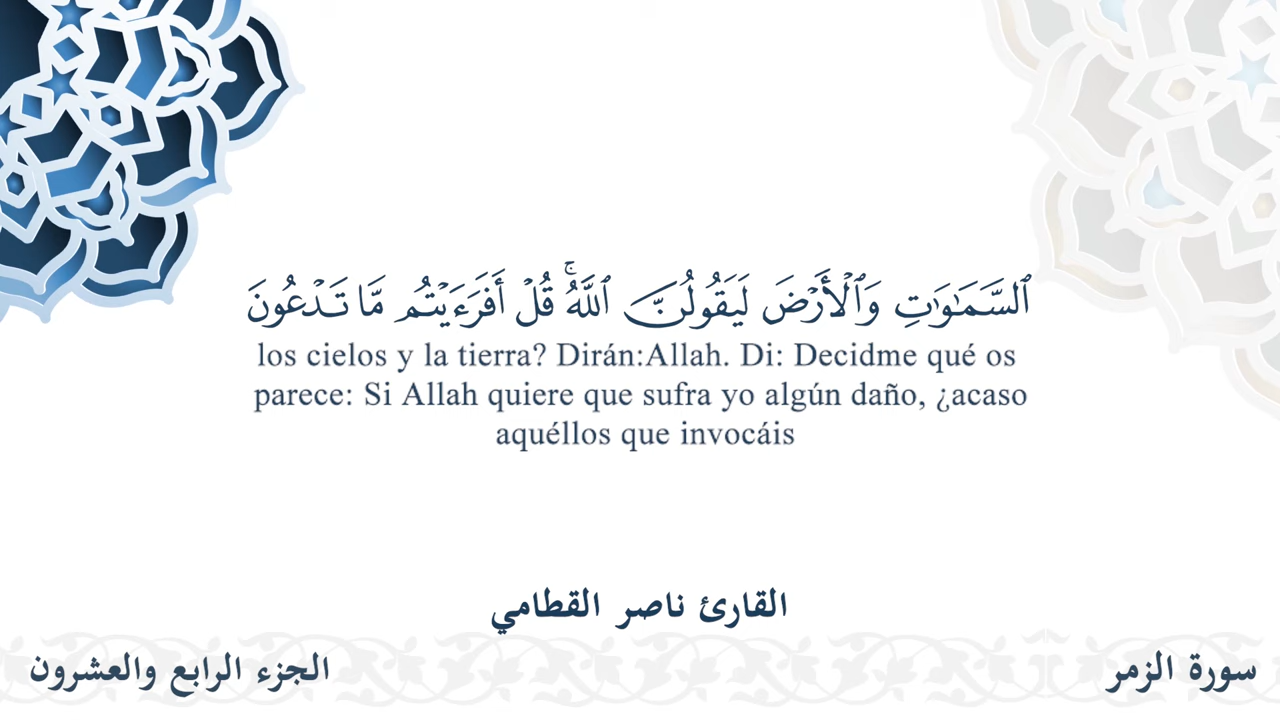 ٱلسَّمَٰوَٰتِ وَٱلْأَرْضَ لَيَقُولُنَّ ٱللَّهُ ۚ قُلْ أَفَرَءَيْتُم مَّا تَدْعُونَ
los cielos y la tierra? Dirán:Allah. Di: Decidme qué os
parece: Si Allah quiere que sufra yo algún daño, ¿acaso
aquéllos que invocáis
القارئ ناصر القطامي
سورة الزمر
الجزء الرابع والعشرون